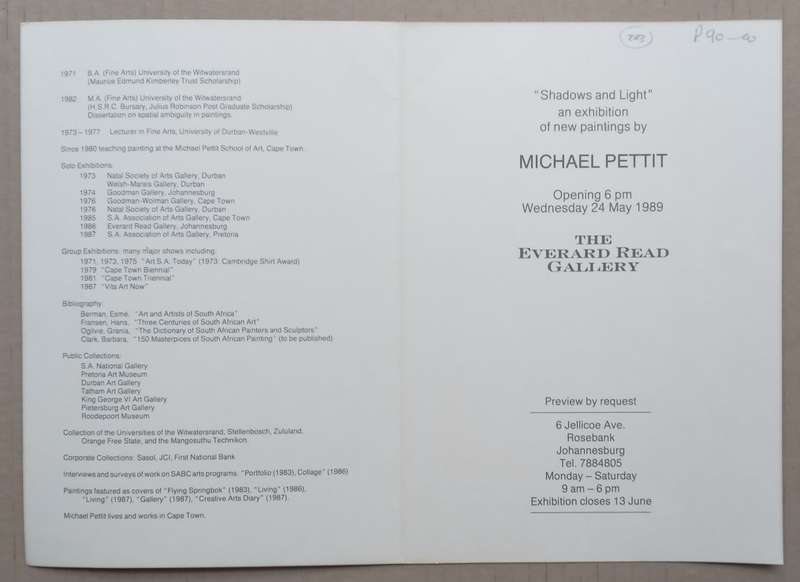 1971 B.A. (Fine Arts) University of the Witwatersrand
(Maurice Edmund Kimberley Trust Scholarship)
1982 M.A. (Fine Arts) University of the Witwatersrand
(H.S.R.C. Bursary, Julius Robinson Post Graduate Scholarship)
Dissertation on spatial ambiguity in paintings.
1973 – 1977 Lecturer in Fine Arts, University of Durban-Westville
Since 1980 teaching painting at the Michael Pettit School of Art, Cape Town.
Solo Exhibitions:
1973 Natal Society of Arts Gallery, Durban
Welsh-Marais Gallery, Durban
1974 Goodman Gallery, Johannesburg
1976 Goodman-Wolman Gallery, Cape Town
1976 Natal Society of Arts Gallery, Durban
1985 S.A. Association of Arts Gallery, Cape Town
1986 Everard Read Gallery, Johannesburg
1987 S.A. Association of Arts Gallery, Pretoria
Group Exhibitions: many major shows including:
1971, 1973, 1975 "Art S.A. Today" (1973: Cambridge Shirt Award)
1979 "Cape Town Biennial"
1981 "Cape Town Triennial"
1987 "Vita Art Now"
Bibliography:
Berman, Esme, "Art and Artists of South Africa"
Fransen, Hans, "Three Centuries of South African Art"
Ogilvie, Grania, "The Dictionary of South African Painters and Sculptors"
Clark, Barbara, "150 Masterpices of South African Painting" (to be published)
Public Collections:
S.A. National Gallery
Pretoria Art Museum
Durban Art Gallery
Tatham Art Gallery
King George VI Art Gallery
Pietersburg Art Gallery
Roodepoort Museum
Collection of the Universities of the Witwatersrand, Stellenbosch, Zululand,
Orange Free State, and the Mangosuthu Technikon.
Corporate Collections: Sasol, JCI, First National Bank
Interviews and surveys of work on SABC arts programs: "Portfolio (1983), Collage" (1986)
Paintings featured as covers of "Flying Springbok" (1983), "Living" (1986),
"Living" (1987), "Gallery" (1987), "Creative Arts Diary" (1987).
Michael Pettit lives and works in Cape Town.
R90-00
"Shadows and Light"
an exhibition
of new paintings by
MICHAEL PETTIT
Opening 6 pm
Wednesday 24 May 1989
THE
EVERARD READ
GALLERY
Preview by request
6 Jellicoe Ave.
Rosebank
Johannesburg
Tel. 7884805
Monday – Saturday
9 am – 6 pm
Exhibition closes 13 June